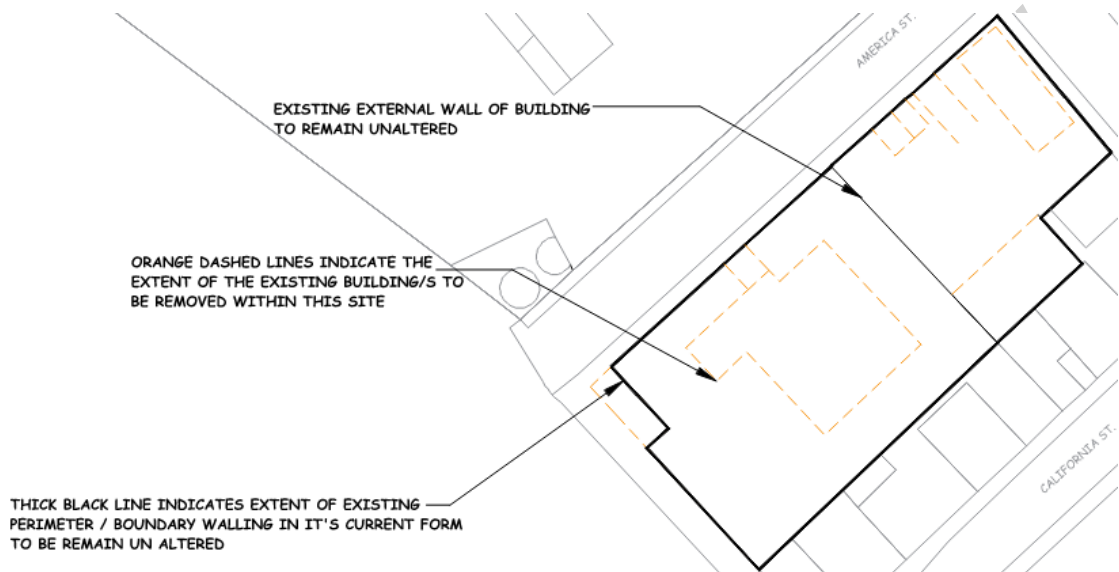 AMERICA ST.
EXISTING EXTERNAL WALL OF BUILDING
TO REMAIN UNALTERED
ORANGE DASHED LINES INDICATE THE
EXTENT OF THE EXISTING BUILDING/S TO
BE REMOVED WITHIN THIS SITE
CALIFORNIA ST.
THICK BLACK LINE INDICATES EXTENT OF EXISTING
PERIMETER / BOUNDARY WALLING IN IT'S CURRENT FORM
TO BE REMAIN UN ALTERED